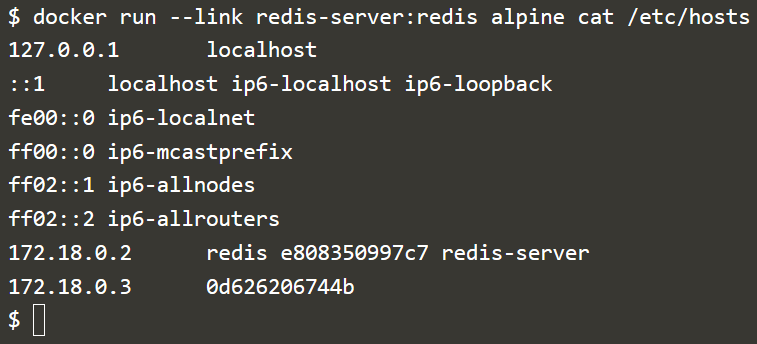 $ docker run --link redis-server:redis alpine cat /etc/hosts
127.0.0.1       localhost
::1     localhost ip6-localhost ip6-loopback
fe00::0 ip6-localnet
ff00::0 ip6-mcastprefix
ff02::1 ip6-allnodes
ff02::2 ip6-allrouters
172.18.0.2      redis e808350997c7 redis-server
172.18.0.3      0d626206744b
$